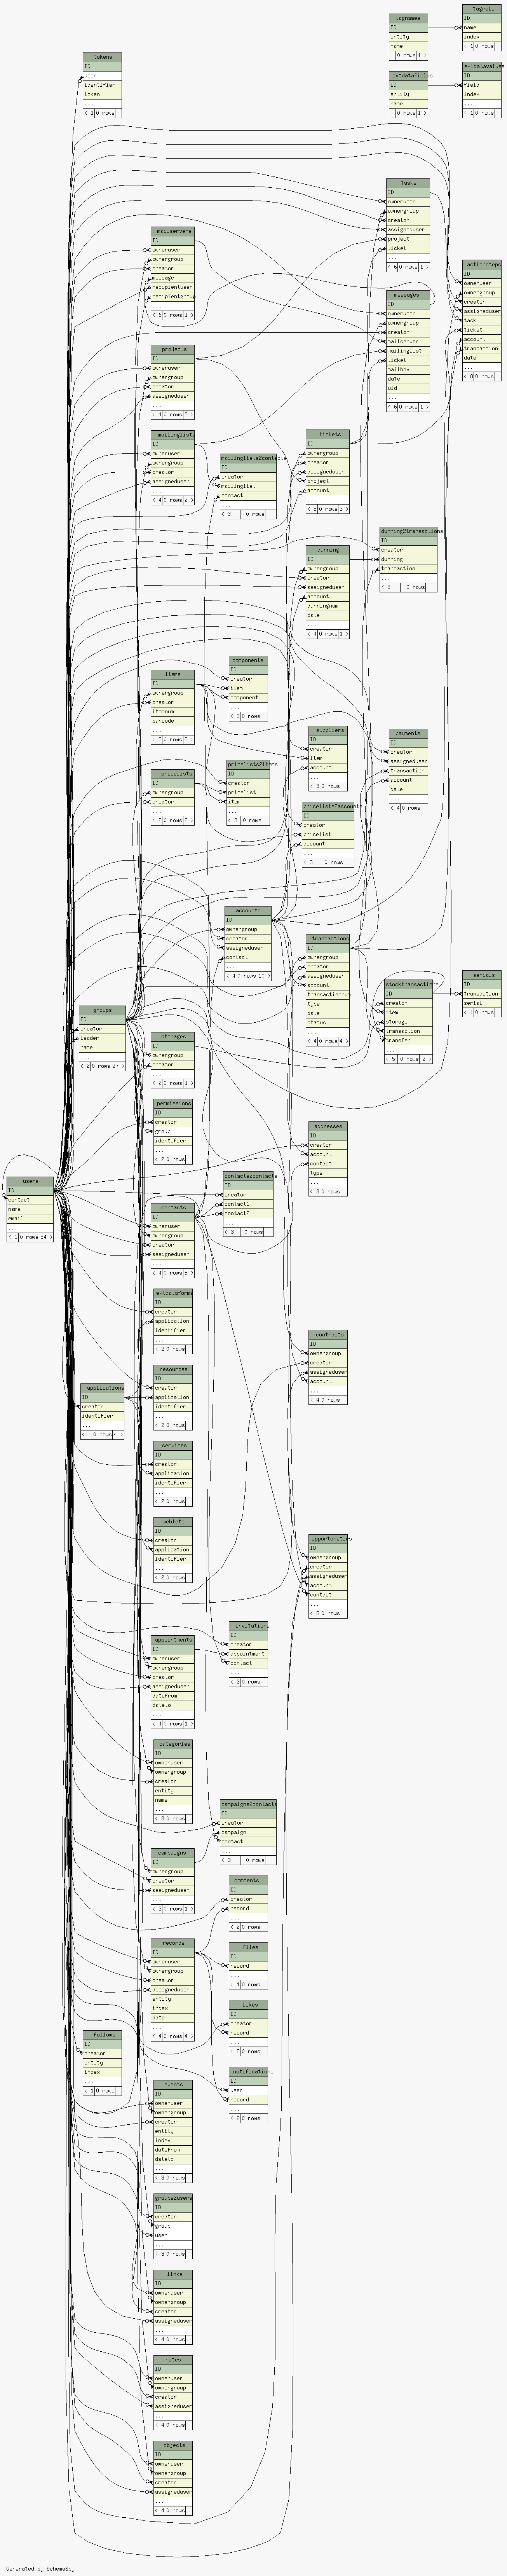 tagnames
ID
entity
name
0 rows 1 >
tagrels
ID
name
index
< 1 0 rows
tokens
ID
user
identifier
token
...
< 1 0 rows
extdatafields
ID
entity
name
0 rows 1 >
extdatavalues
ID
field
index
...
< 1 0 rows
tasks
ID
owneruser
ownergroup
creator
assigneduser
project
ticket
...
< 6 0 rows 1 >
mailservers
ID
owneruser
ownergroup
creator
message
recipientuser
recipientgroup
...
< 6 0 rows 1 >
actionsteps
ID
owneruser
ownergroup
creator
assigneduser
task
ticket
account
transaction
date
...
< 8 0 rows
messages
ID
owneruser
ownergroup
creator
mailserver
mailinglist
ticket
mailbox
date
uid
...
< 6 0 rows 1 >
projects
ID
owneruser
ownergroup
creator
assigneduser
...
< 4 0 rows 2 >
mailinglists
ID
owneruser
ownergroup
creator
assigneduser
...
< 4 0 rows 2 >
mailinglists2contacts
ID
creator
mailinglist
contact
...
< 3 0 rows
tickets
ID
ownergroup
creator
assigneduser
project
account
...
< 5 0 rows 3 >
dunning2transactions
ID
creator
dunning
transaction
...
< 3 0 rows
dunning
ID
ownergroup
creator
assigneduser
account
dunningnum
date
...
< 4 0 rows 1 >
items
ID
ownergroup
creator
itemnum
barcode
...
< 2 0 rows 5 >
components
ID
creator
item
component
...
< 3 0 rows
suppliers
ID
creator
item
account
...
< 3 0 rows
payments
ID
creator
assigneduser
transaction
account
date
...
< 4 0 rows
pricelists
ID
ownergroup
creator
...
< 2 0 rows 2 >
pricelists2items
ID
creator
pricelist
item
...
< 3 0 rows
pricelists2accounts
ID
creator
pricelist
account
...
< 3 0 rows
accounts
ID
ownergroup
creator
assigneduser
contact
...
< 4 0 rows 10 >
transactions
ID
ownergroup
creator
assigneduser
account
transactionnum
type
date
status
...
< 4 0 rows 4 >
stocktransactions
ID
creator
item
storage
transaction
transfer
...
< 5 0 rows 2 >
serials
ID
transaction
serial
< 1 0 rows
groups
ID
creator
leader
name
...
< 2 0 rows 27 >
storages
ID
ownergroup
creator
...
< 2 0 rows 1 >
permissions
ID
creator
group
identifier
...
< 2 0 rows
addresses
ID
creator
account
contact
type
...
< 3 0 rows
users
ID
contact
name
email
...
< 1 0 rows 84 >
contacts
ID
owneruser
ownergroup
creator
assigneduser
...
< 4 0 rows 9 >
contacts2contacts
ID
creator
contact1
contact2
...
< 3 0 rows
extdataforms
ID
creator
application
identifier
...
< 2 0 rows
contracts
ID
ownergroup
creator
assigneduser
account
...
< 4 0 rows
applications
ID
creator
identifier
...
< 1 0 rows 4 >
resources
ID
creator
application
identifier
...
< 2 0 rows
services
ID
creator
application
identifier
...
< 2 0 rows
weblets
ID
creator
application
identifier
...
< 2 0 rows
opportunities
ID
ownergroup
creator
assigneduser
account
contact
...
< 5 0 rows
appointments
ID
owneruser
ownergroup
creator
assigneduser
datefrom
dateto
...
< 4 0 rows 1 >
invitations
ID
creator
appointment
contact
...
< 3 0 rows
categories
ID
owneruser
ownergroup
creator
entity
name
...
< 3 0 rows
campaigns
ID
ownergroup
creator
assigneduser
...
< 3 0 rows 1 >
campaigns2contacts
ID
creator
campaign
contact
...
< 3 0 rows
comments
ID
creator
record
...
< 2 0 rows
records
ID
owneruser
ownergroup
creator
assigneduser
entity
index
date
...
< 4 0 rows 4 >
files
ID
record
...
< 1 0 rows
likes
ID
creator
record
...
< 2 0 rows
follows
ID
creator
entity
index
...
< 1 0 rows
notifications
ID
user
record
...
< 2 0 rows
events
ID
owneruser
ownergroup
creator
entity
index
datefrom
dateto
...
< 3 0 rows
groups2users
ID
creator
group
user
...
< 3 0 rows
links
ID
owneruser
ownergroup
creator
assigneduser
...
< 4 0 rows
notes
ID
owneruser
ownergroup
creator
assigneduser
...
< 4 0 rows
objects
ID
owneruser
ownergroup
creator
assigneduser
...
< 4 0 rows
Generated by SchemaSpy